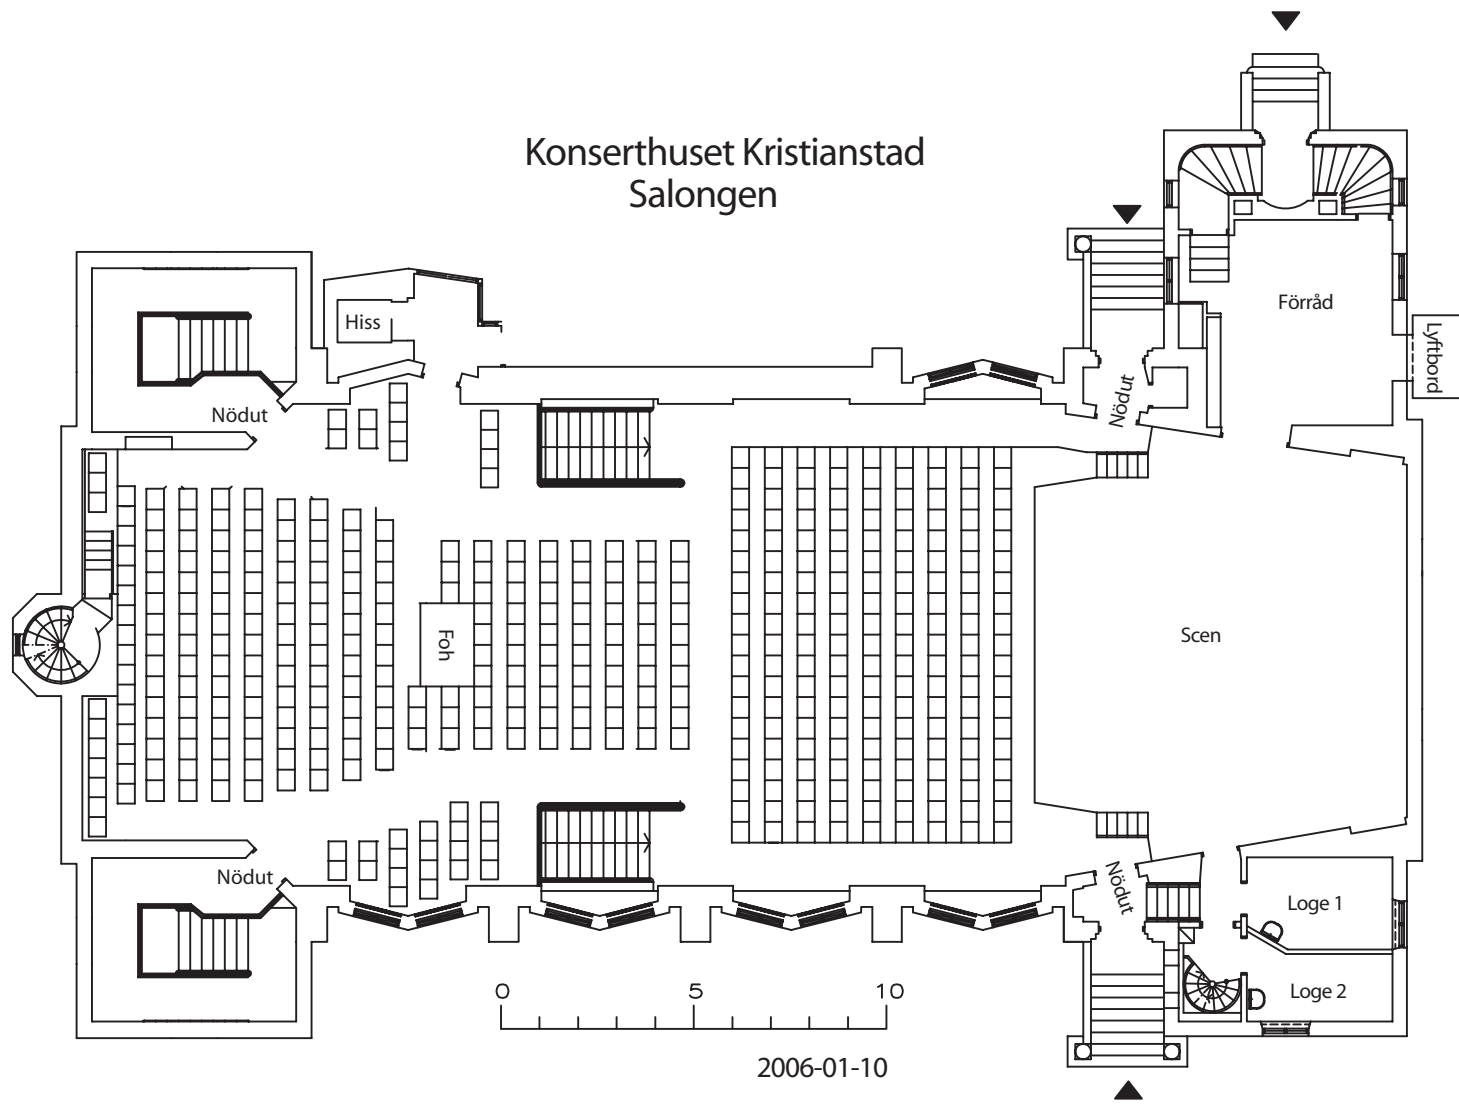 Konserthuset Kristianstad
Salongen
Hiss
Förråd
Lyftbord
Nödut
Nödut
Foh
Scen
Nödut
Nödut
Loge 1
Loge 2
0 5 10
2006-01-10